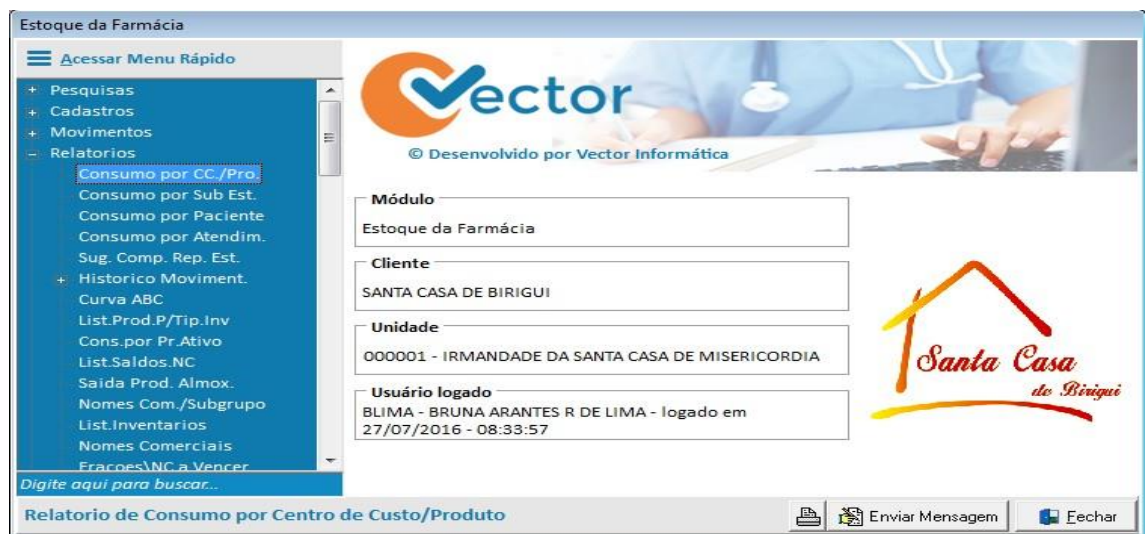 Estoque da Farmácia
Acessar Menu Rápido
Pesquisas
Cadastros
Movimentos
Relatorios
Consumo por CC./Pro.
Consumo por Sub Est.
Consumo por Paciente
Consumo por Atendim.
Sug. Comp. Rep. Est.
Historico Moviment.
Curva ABC
List.Prod.P/Tip.Inv
Cons.por Pr.Ativo
List.Saldos.NC
Saida Prod. Almox.
Nomes Com./Subgrupo
List.Inventarios
Nomes Comerciais
Fracoes\NC a Vencer
Digite aqui para buscar...
Vector
© Desenvolvido por Vector Informática
Módulo
Estoque da Farmácia
Cliente
SANTA CASA DE BIRIGUI
Unidade
000001 - IRMANDADE DA SANTA CASA DE MISERICORDIA
Usuário logado
BLIMA - BRUNA ARANTES R DE LIMA - logado em
27/07/2016 - 08:33:57
Santa Casa
de Birigui
Relatorio de Consumo por Centro de Custo/Produto
Enviar Mensagem
Fechar